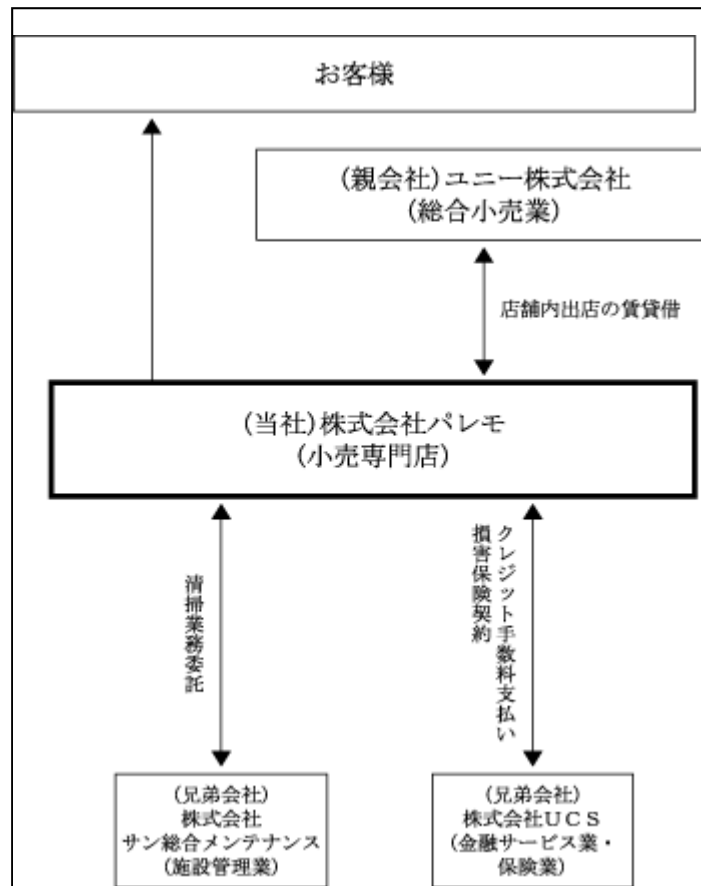 お客様
(親会社)ユニー株式会社
(総合小売業)
店舗内出店の賃貸借
(当社)株式会社パレモ
(小売専門店)
清掃業務委託
クレジット手数料支払い
損害保険契約
(兄弟会社)
株式会社
サン総合メンテナンス
(施設管理業)
(兄弟会社)
株式会社ＵＣＳ
(金融サービス業・
保険業)